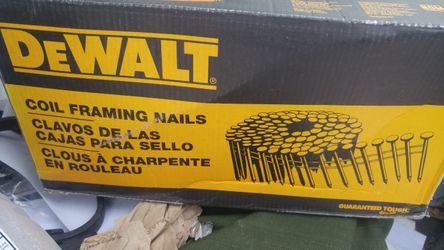 DEWALT®
COIL FRAMING NAILS
CLAVOS DE LAS
CAJAS PARA SELLO
CLOUS À CHARPENTE
EN ROULEAU
GUARANTEED TOUGH.